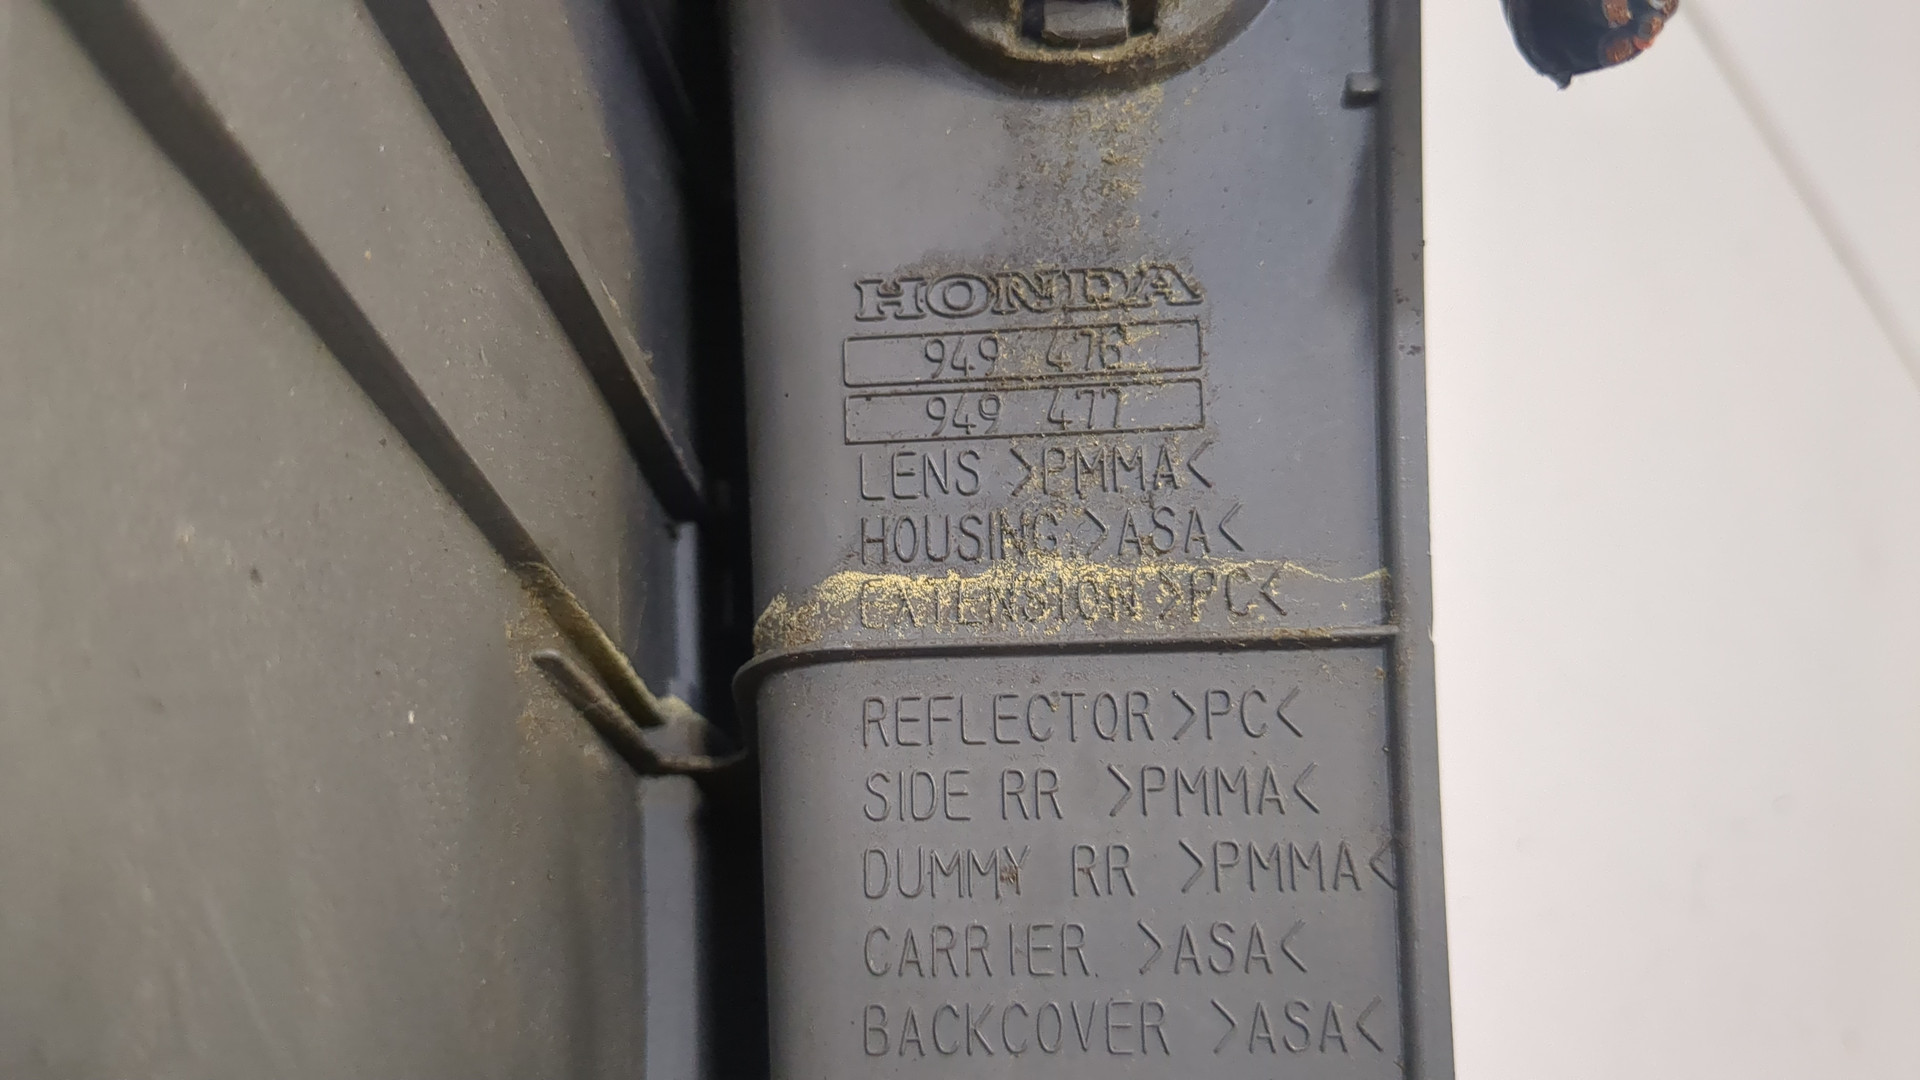 HONDA
949 476
949 477
LENS >PMMA<
HOUSING >ASA<
EXTENSION >PC<
REFLECTOR >PC<
SIDE RR >PMMA<
DUMMY RR >PMMA<
CARRIER >ASA<
BACKCOVER >ASA<